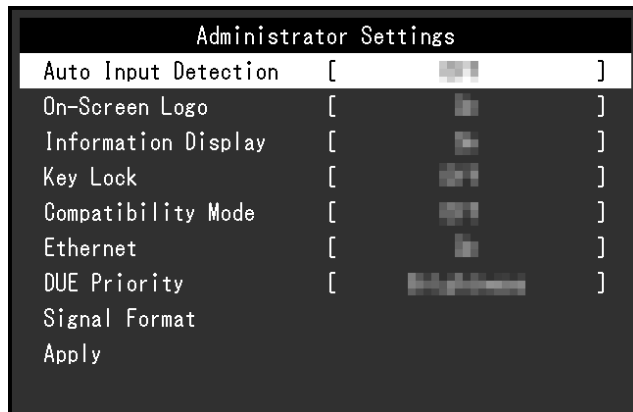 Administrator Settings
Auto Input Detection [ ]
On-Screen Logo [ ]
Information Display [ ]
Key Lock [ ]
Compatibility Mode [ ]
Ethernet [ ]
DUE Priority [ ]
Signal Format
Apply